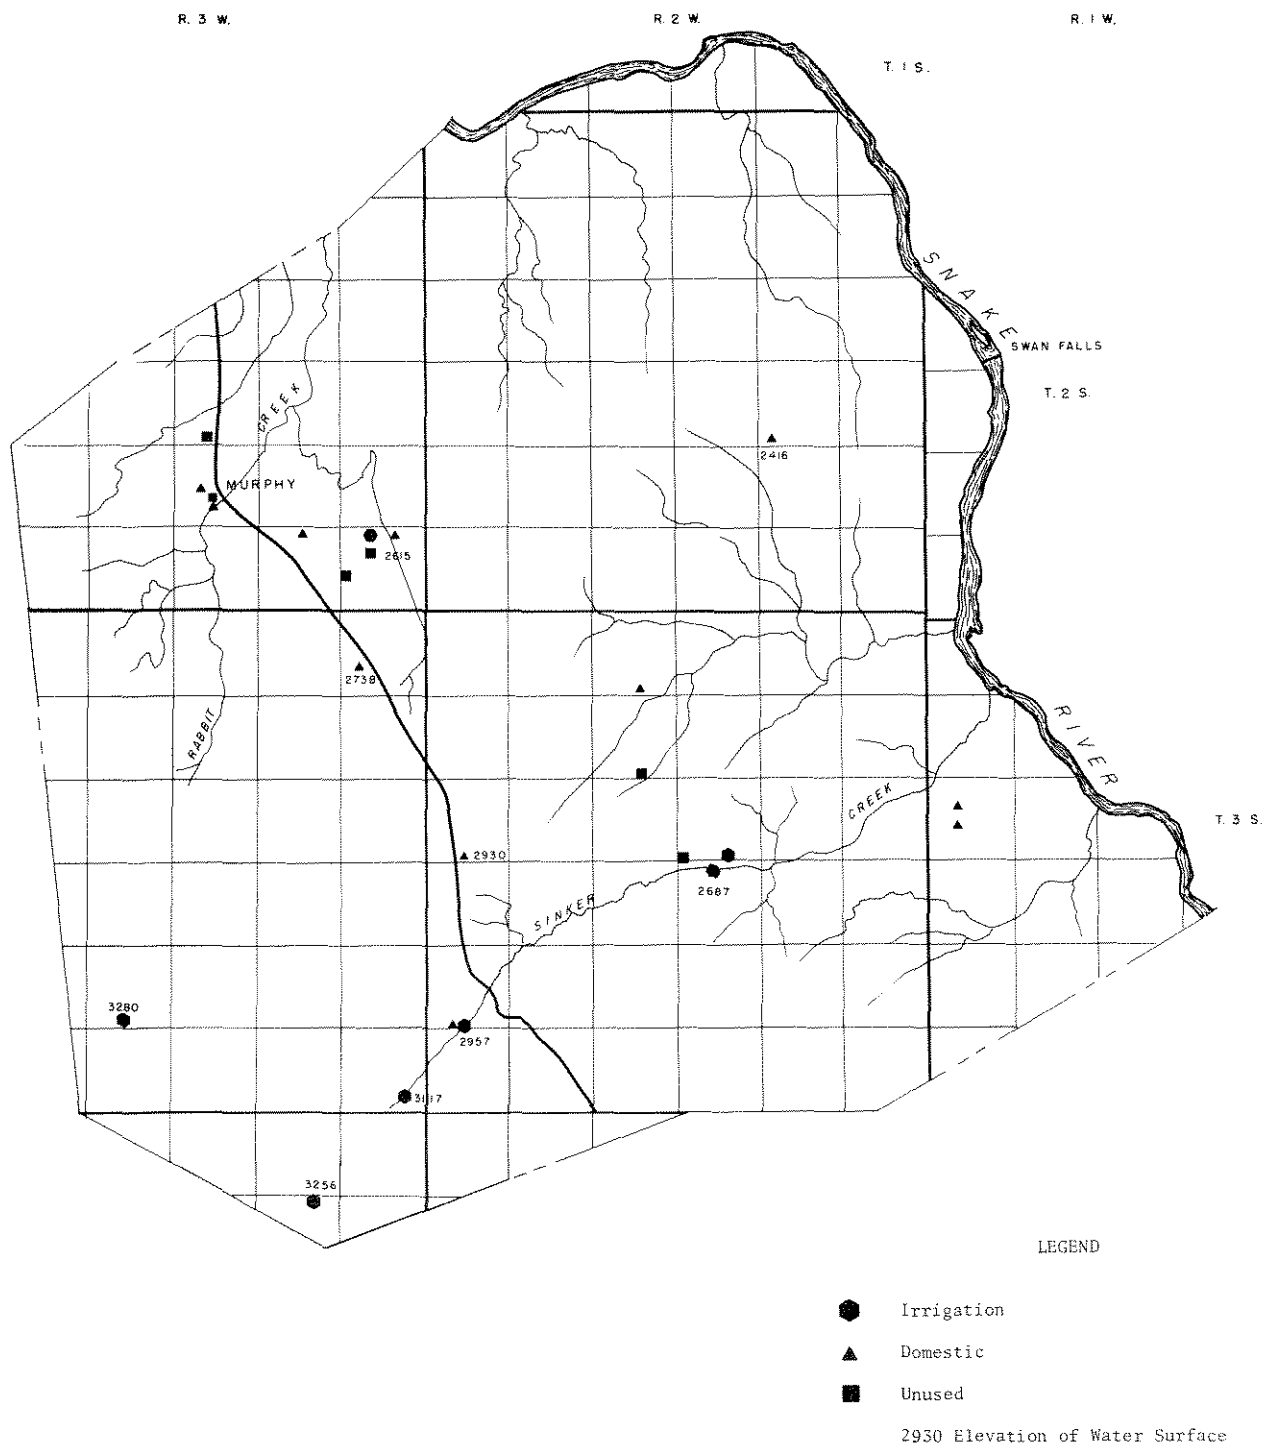 R. 3 W.
R. 2 W.
R. 1 W.
T. 1 S.
SNAKE
SWAN FALLS
T. 2 S.
CREEK
2416
MURPHY
2615
2738
RABBIT
RIVER
CREEK
T. 3 S.
2930
2687
SINKER
3280
2957
3117
3256
LEGEND
Irrigation
Domestic
Unused
2930 Elevation of Water Surface